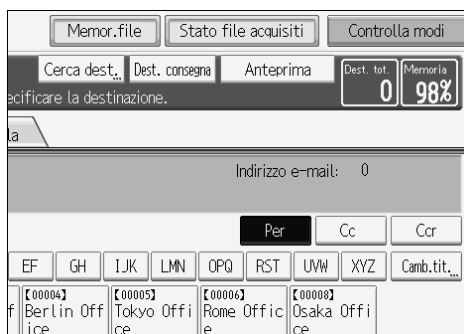 Memor.file Stato file acquisiti Controlla modi
Cerca dest. Dest. consegna Anteprima Dest. tot. Memoria
0 98%
ecificare la destinazione.
la
Indirizzo e-mail: 0
Per Cc Ccr
EF GH IJK LMN OPQ RST UVW XYZ Camb.tit.
【00004】 【00005】 【00006】 【00008】
f Berlin Off Tokyo Offi Rome Offic Osaka Offi
ice ce e ce